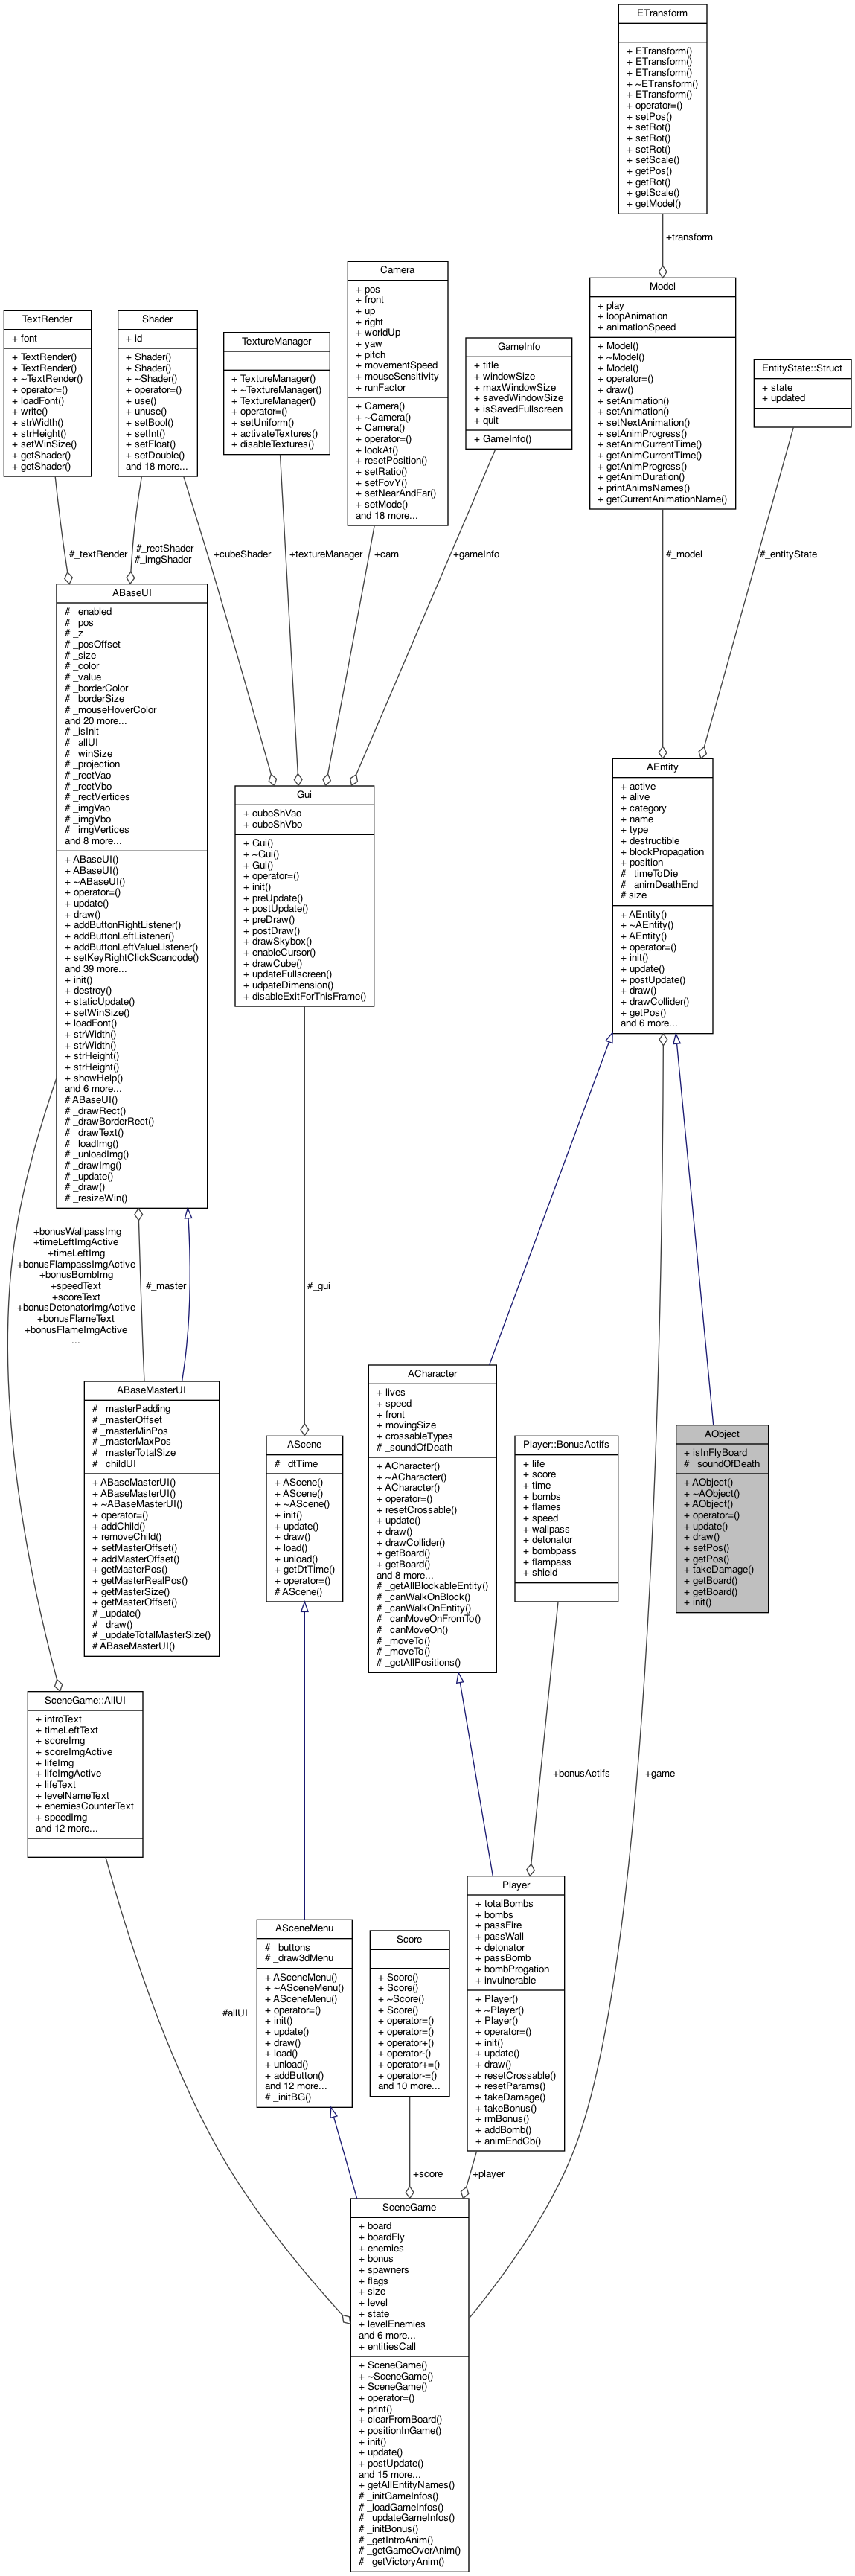 ETransform
+ ETransform()
+ ETransform()
+ ETransform()
+ ~ETransform()
+ ETransform()
+ operator=()
+ setPos()
+ setRot()
+ setRot()
+ setRot()
+ setScale()
+ getPos()
+ getRot()
+ getScale()
+ getModel()
+transform
Camera
+ pos
+ front
+ up
+ right
+ worldUp
+ yaw
+ pitch
+ movementSpeed
+ mouseSensitivity
+ runFactor
+ Camera()
+ ~Camera()
+ Camera()
+ operator=()
+ lookAt()
+ resetPosition()
+ setRatio()
+ setFovY()
+ setNearAndFar()
+ setMode()
and 18 more...
Model
+ play
+ loopAnimation
+ animationSpeed
+ Model()
+ ~Model()
+ Model()
+ operator=()
+ draw()
+ setAnimation()
+ setAnimation()
+ setNextAnimation()
+ setAnimProgress()
+ setAnimCurrentTime()
+ getAnimCurrentTime()
+ getAnimProgress()
+ getAnimDuration()
+ printAnimsNames()
+ getCurrentAnimationName()
TextRender
+ font
+ TextRender()
+ TextRender()
+ ~TextRender()
+ operator=()
+ loadFont()
+ write()
+ strWidth()
+ strHeight()
+ setWinSize()
+ getShader()
+ getShader()
Shader
+ id
+ Shader()
+ Shader()
+ ~Shader()
+ operator=()
+ use()
+ unuse()
+ setBool()
+ setInt()
+ setFloat()
+ setDouble()
and 18 more...
TextureManager
+ TextureManager()
+ ~TextureManager()
+ TextureManager()
+ operator=()
+ setUniform()
+ activateTextures()
+ disableTextures()
GameInfo
+ title
+ windowSize
+ maxWindowSize
+ savedWindowSize
+ isSavedFullscreen
+ quit
+ GameInfo()
EntityState::Struct
+ state
+ updated
#_textRender
#_rectShader
#_imgShader
+cubeShader
+textureManager
+cam
+gameInfo
#_model
#_entityState
ABaseUI
# _enabled
# _pos
# _z
# _posOffset
# _size
# _color
# _value
# _borderColor
# _borderSize
# _mouseHoverColor
and 20 more...
# _isInit
# _allUI
# _winSize
# _projection
# _rectVao
# _rectVbo
# _rectVertices
# _imgVao
# _imgVbo
# _imgVertices
and 8 more...
+ ABaseUI()
+ ABaseUI()
+ ~ABaseUI()
+ operator=()
+ update()
+ draw()
+ addButtonRightListener()
+ addButtonLeftListener()
+ addButtonLeftValueListener()
+ setKeyRightClickScancode()
and 39 more...
+ init()
+ destroy()
+ staticUpdate()
+ setWinSize()
+ loadFont()
+ strWidth()
+ strWidth()
+ strHeight()
+ strHeight()
+ showHelp()
and 6 more...
# ABaseUI()
# _drawRect()
# _drawBorderRect()
# _drawText()
# _loadImg()
# _unloadImg()
# _drawImg()
# _update()
# _draw()
# _resizeWin()
Gui
+ cubeShVao
+ cubeShVbo
+ Gui()
+ ~Gui()
+ Gui()
+ operator=()
+ init()
+ preUpdate()
+ postUpdate()
+ preDraw()
+ postDraw()
+ drawSkybox()
+ enableCursor()
+ drawCube()
+ updateFullscreen()
+ udpateDimension()
+ disableExitForThisFrame()
AEntity
+ active
+ alive
+ category
+ name
+ type
+ destructible
+ blockPropagation
+ position
# _timeToDie
# _animDeathEnd
# size
+ AEntity()
+ ~AEntity()
+ AEntity()
+ operator=()
+ init()
+ update()
+ postUpdate()
+ draw()
+ drawCollider()
+ getPos()
and 6 more...
+bonusWallpassImg
+timeLeftImgActive
+timeLeftImg
+bonusFlampassImgActive
+bonusBombImg
+speedText
+scoreText
+bonusDetonatorImgActive
+bonusFlameText
+bonusFlameImgActive
...
#_master
#_gui
ABaseMasterUI
# _masterPadding
# _masterOffset
# _masterMinPos
# _masterMaxPos
# _masterTotalSize
# _childUI
+ ABaseMasterUI()
+ ABaseMasterUI()
+ ~ABaseMasterUI()
+ operator=()
+ addChild()
+ removeChild()
+ setMasterOffset()
+ addMasterOffset()
+ getMasterPos()
+ getMasterRealPos()
+ getMasterSize()
+ getMasterOffset()
# _update()
# _draw()
# _updateTotalMasterSize()
# ABaseMasterUI()
AScene
# _dtTime
+ AScene()
+ AScene()
+ ~AScene()
+ init()
+ update()
+ draw()
+ load()
+ unload()
+ getDtTime()
+ operator=()
# AScene()
ACharacter
+ lives
+ speed
+ front
+ movingSize
+ crossableTypes
# _soundOfDeath
+ ACharacter()
+ ~ACharacter()
+ ACharacter()
+ operator=()
+ resetCrossable()
+ update()
+ draw()
+ drawCollider()
+ getBoard()
+ getBoard()
and 8 more...
# _getAllBlockableEntity()
# _canWalkOnBlock()
# _canWalkOnEntity()
# _canMoveOnFromTo()
# _canMoveOn()
# _moveTo()
# _moveTo()
# _getAllPositions()
Player::BonusActifs
+ life
+ score
+ time
+ bombs
+ flames
+ speed
+ wallpass
+ detonator
+ bombpass
+ flampass
+ shield
AObject
+ isInFlyBoard
# _soundOfDeath
+ AObject()
+ ~AObject()
+ AObject()
+ operator=()
+ update()
+ draw()
+ setPos()
+ getPos()
+ takeDamage()
+ getBoard()
+ getBoard()
+ init()
SceneGame::AllUI
+ introText
+ timeLeftText
+ scoreImg
+ scoreImgActive
+ lifeImg
+ lifeImgActive
+ lifeText
+ levelNameText
+ enemiesCounterText
+ speedImg
and 12 more...
+bonusActifs
+game
ASceneMenu
# _buttons
# _draw3dMenu
+ ASceneMenu()
+ ~ASceneMenu()
+ ASceneMenu()
+ operator=()
+ init()
+ update()
+ draw()
+ load()
+ unload()
+ addButton()
and 12 more...
# _initBG()
Score
+ Score()
+ Score()
+ ~Score()
+ Score()
+ operator=()
+ operator=()
+ operator+()
+ operator-()
+ operator+=()
+ operator-=()
and 10 more...
Player
+ totalBombs
+ bombs
+ passFire
+ passWall
+ detonator
+ passBomb
+ bombProgation
+ invulnerable
+ Player()
+ ~Player()
+ Player()
+ operator=()
+ init()
+ update()
+ draw()
+ resetCrossable()
+ resetParams()
+ takeDamage()
+ takeBonus()
+ rmBonus()
+ addBomb()
+ animEndCb()
#allUI
+score
+player
SceneGame
+ board
+ boardFly
+ enemies
+ bonus
+ spawners
+ flags
+ size
+ level
+ state
+ levelEnemies
and 6 more...
+ entitiesCall
+ SceneGame()
+ ~SceneGame()
+ SceneGame()
+ operator=()
+ print()
+ clearFromBoard()
+ positionInGame()
+ init()
+ update()
+ postUpdate()
and 15 more...
+ getAllEntityNames()
# _initGameInfos()
# _loadGameInfos()
# _updateGameInfos()
# _initBonus()
# _getIntroAnim()
# _getGameOverAnim()
# _getVictoryAnim()